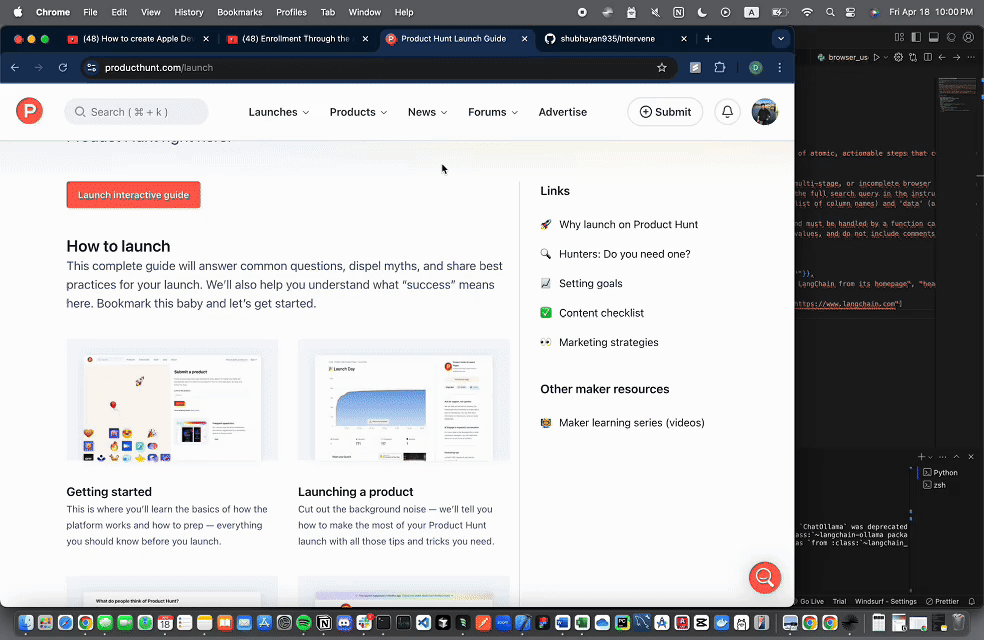 Chrome File Edit View History Bookmarks Profiles Tab Window Help
A
Fri Apr 18 10:00 PM
(48) How to create Apple De
(48) Enrollment Through the
Product Hunt Launch Guide
shubhayan935/Intervene
browser_us
producthunt.com/launch
D
P
Search ( ⌘ + k )
Launches
Products
News
Forums
Advertise
Submit
Product Hunt right here!
Launch interactive guide
How to launch
This complete guide will answer common questions, dispel myths, and share best
practices for your launch. We'll also help you understand what “success” means
here. Bookmark this baby and let's get started.
Submit a product
Launch Day
Getting started
This is where you'll learn the basics of how the
platform works and how to prep — everything
you should know before you launch.
Launching a product
Cut out the background noise — we'll tell you
how to make the most of your Product Hunt
launch with all those tips and tricks you need.
What do people think of Product Hunt?
Links
Why launch on Product Hunt
Hunters: Do you need one?
Setting goals
Content checklist
Marketing strategies
Other maker resources
Maker learning series (videos)
of atomic, actionable steps that c
multi-stage, or incomplete browser
the full search query in the instru
list of column names) and 'data' (
nd must be handled by a function ca
values, and do not include comments
"}},
LangChain from its homepage", "hea
https://www.langchain.com"]
Python
zsh
`ChatOllama` was deprecated
ass:`~langchain-ollama packa
as `from :class:`~langchain_
Go Live Trial Windsurf - Settings Prettier